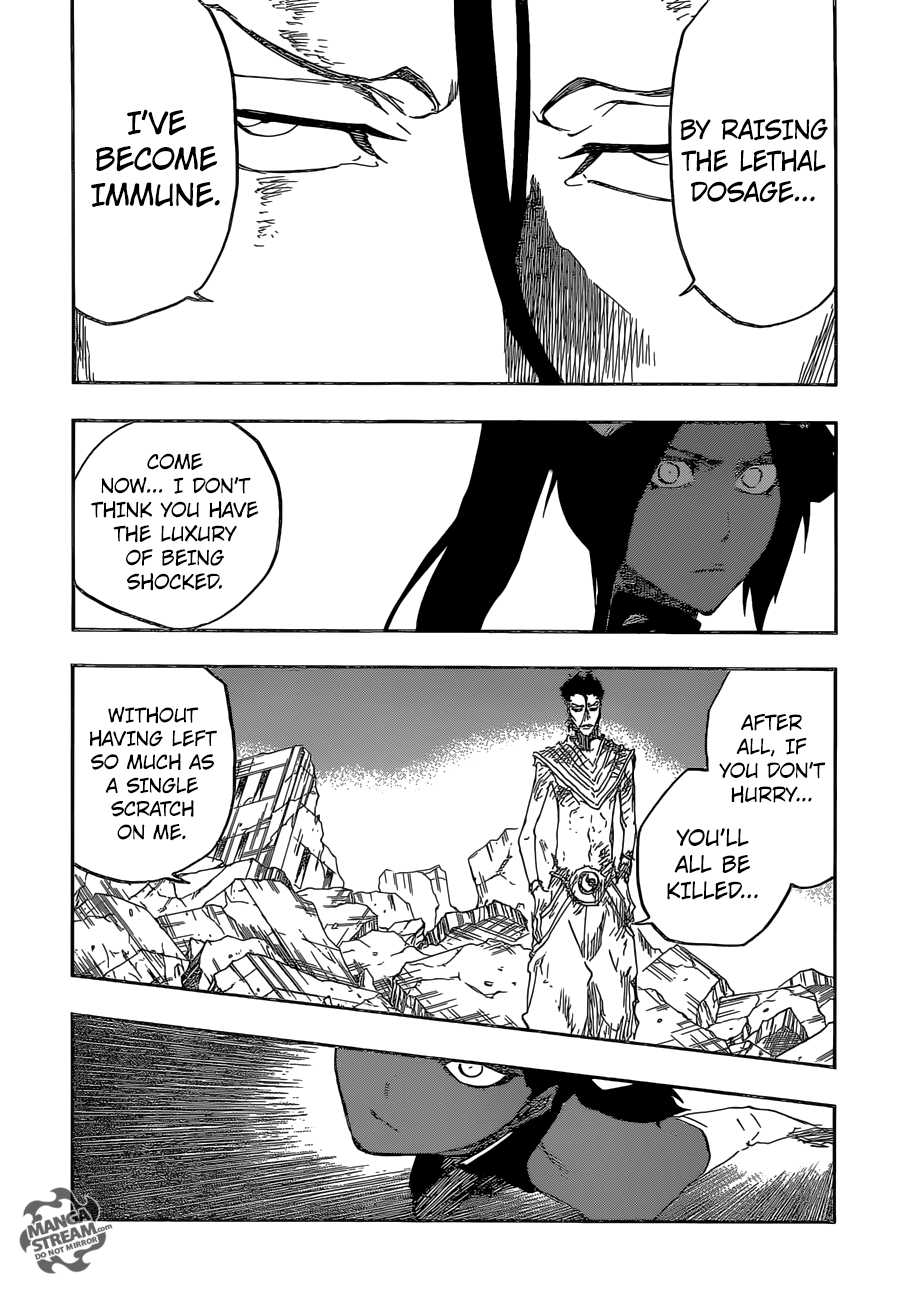 BY RAISING
THE LETHAL
DOSAGE...
I'VE
BECOME
IMMUNE.
COME
NOW... I DON'T
THINK YOU HAVE
THE LUXURY
OF BEING
SHOCKED.
AFTER
ALL, IF
YOU DON'T
HURRY...
YOU'LL
ALL BE
KILLED...
WITHOUT
HAVING LEFT
SO MUCH AS
A SINGLE
SCRATCH
ON ME.
MANGA
STREAM.com
DO NOT MIRROR